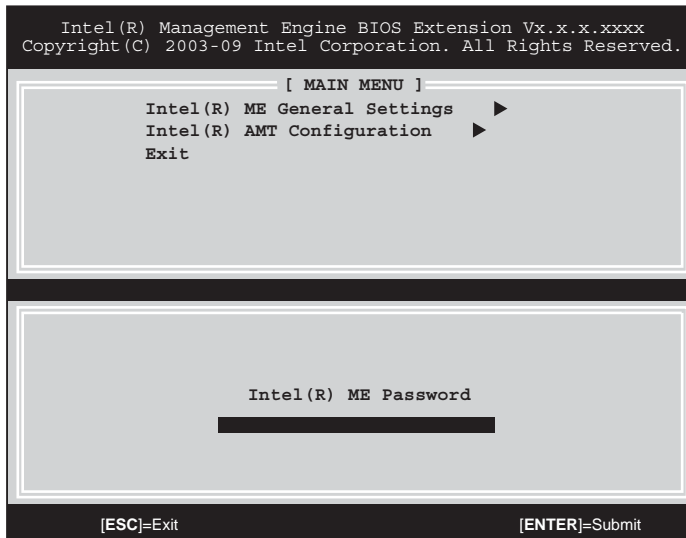 Intel(R) Management Engine BIOS Extension Vx.x.x.xxxx
Copyright(C) 2003-09 Intel Corporation. All Rights Reserved.
[ MAIN MENU ]
Intel(R) ME General Settings ▶
Intel(R) AMT Configuration ▶
Exit
Intel(R) ME Password
[ESC]=Exit [ENTER]=Submit